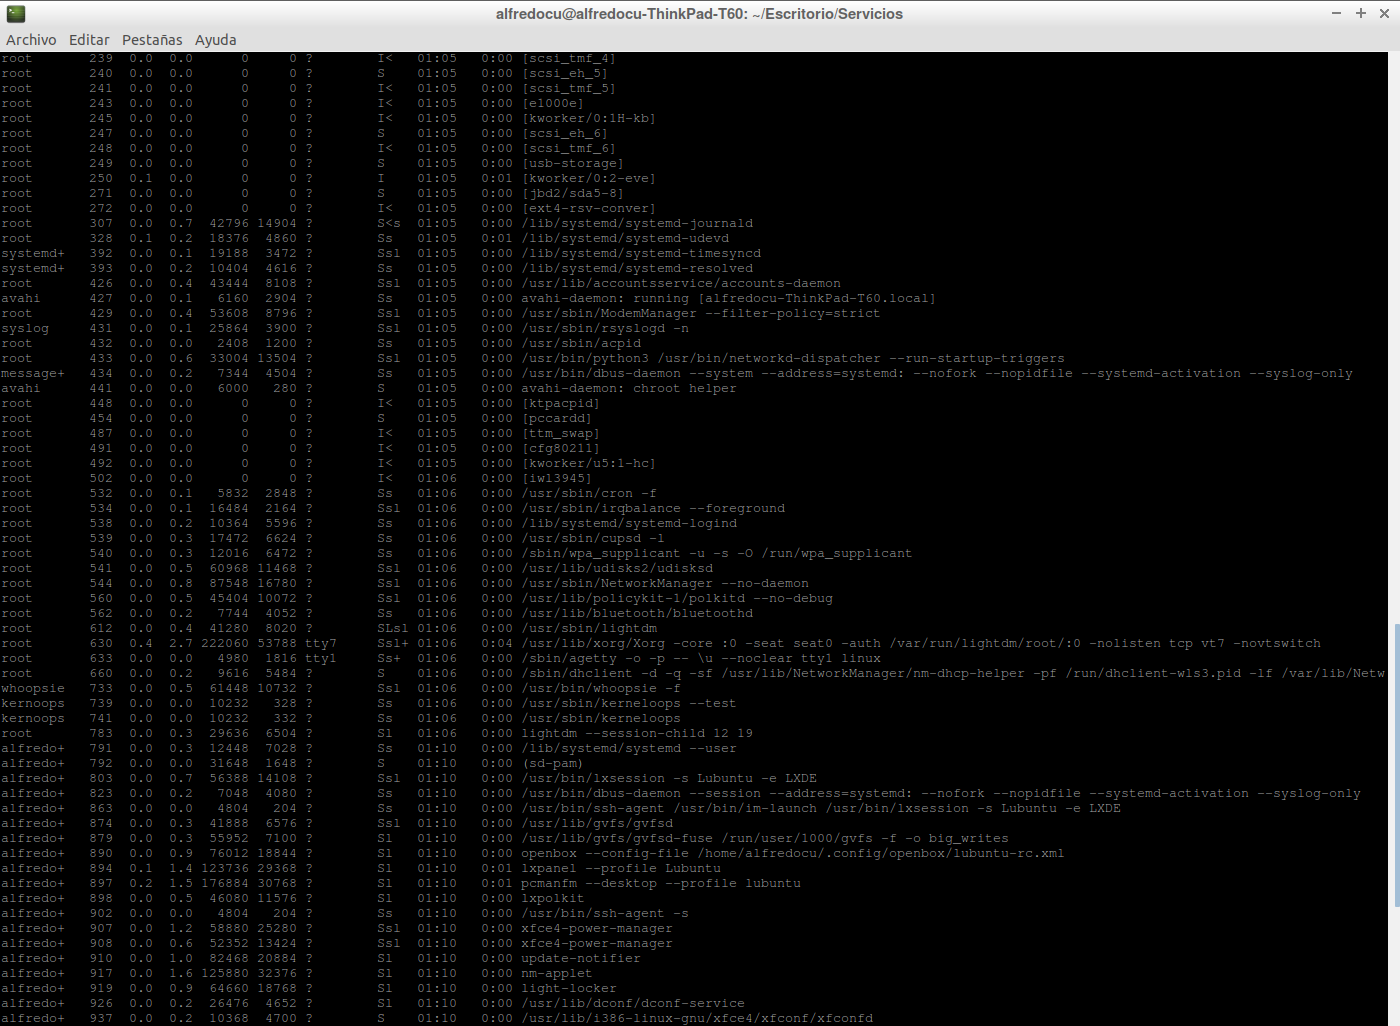 alfredocu@alfredocu-ThinkPad-T60: ~/Escritorio/Servicios
Archivo Editar Pestañas Ayuda
root 239 0.0 0.0 0 0 ? I< 01:05 0:00 [scsi_tmf_4]
root 240 0.0 0.0 0 0 ? S 01:05 0:00 [scsi_eh_5]
root 241 0.0 0.0 0 0 ? I< 01:05 0:00 [scsi_tmf_5]
root 243 0.0 0.0 0 0 ? I< 01:05 0:00 [e1000e]
root 245 0.0 0.0 0 0 ? I< 01:05 0:00 [kworker/0:1H-kb]
root 247 0.0 0.0 0 0 ? S 01:05 0:00 [scsi_eh_6]
root 248 0.0 0.0 0 0 ? I< 01:05 0:00 [scsi_tmf_6]
root 249 0.0 0.0 0 0 ? S 01:05 0:00 [usb-storage]
root 250 0.1 0.0 0 0 ? I 01:05 0:01 [kworker/0:2-eve]
root 271 0.0 0.0 0 0 ? S 01:05 0:00 [jbd2/sda5-8]
root 272 0.0 0.0 0 0 ? I< 01:05 0:00 [ext4-rsv-conver]
root 307 0.0 0.7 42796 14904 ? S<s 01:05 0:00 /lib/systemd/systemd-journald
root 328 0.1 0.2 18376 4860 ? Ss 01:05 0:01 /lib/systemd/systemd-udevd
systemd+ 392 0.0 0.1 19188 3472 ? Ssl 01:05 0:00 /lib/systemd/systemd-timesyncd
systemd+ 393 0.0 0.2 10404 4616 ? Ss 01:05 0:00 /lib/systemd/systemd-resolved
root 426 0.0 0.4 43444 8108 ? Ssl 01:05 0:00 /usr/lib/accountsservice/accounts-daemon
avahi 427 0.0 0.1 6160 2904 ? Ss 01:05 0:00 avahi-daemon: running [alfredocu-ThinkPad-T60.local]
root 429 0.0 0.4 53608 8796 ? Ssl 01:05 0:00 /usr/sbin/ModemManager --filter-policy=strict
syslog 431 0.0 0.1 25864 3900 ? Ssl 01:05 0:00 /usr/sbin/rsyslogd -n
root 432 0.0 0.0 2408 1200 ? Ss 01:05 0:00 /usr/sbin/acpid
root 433 0.0 0.6 33004 13504 ? Ssl 01:05 0:00 /usr/bin/python3 /usr/bin/networkd-dispatcher --run-startup-triggers
message+ 434 0.0 0.2 7344 4504 ? Ss 01:05 0:00 /usr/bin/dbus-daemon --system --address=systemd: --nofork --nopidfile --systemd-activation --syslog-only
avahi 441 0.0 0.0 6000 280 ? S 01:05 0:00 avahi-daemon: chroot helper
root 448 0.0 0.0 0 0 ? I< 01:05 0:00 [ktpacpid]
root 454 0.0 0.0 0 0 ? S 01:05 0:00 [pccardd]
root 487 0.0 0.0 0 0 ? I< 01:05 0:00 [ttm_swap]
root 491 0.0 0.0 0 0 ? I< 01:05 0:00 [cfg80211]
root 492 0.0 0.0 0 0 ? I< 01:05 0:00 [kworker/u5:1-hc]
root 502 0.0 0.0 0 0 ? I< 01:06 0:00 [iwl3945]
root 532 0.0 0.1 5832 2848 ? Ss 01:06 0:00 /usr/sbin/cron -f
root 534 0.0 0.1 16484 2164 ? Ssl 01:06 0:00 /usr/sbin/irqbalance --foreground
root 538 0.0 0.2 10364 5596 ? Ss 01:06 0:00 /lib/systemd/systemd-logind
root 539 0.0 0.3 17472 6624 ? Ss 01:06 0:00 /usr/sbin/cupsd -l
root 540 0.0 0.3 12016 6472 ? Ss 01:06 0:00 /sbin/wpa_supplicant -u -s -O /run/wpa_supplicant
root 541 0.0 0.5 60968 11468 ? Ssl 01:06 0:00 /usr/lib/udisks2/udisksd
root 544 0.0 0.8 87548 16780 ? Ssl 01:06 0:00 /usr/sbin/NetworkManager --no-daemon
root 560 0.0 0.5 45404 10072 ? Ssl 01:06 0:00 /usr/lib/policykit-1/polkitd --no-debug
root 562 0.0 0.2 7744 4052 ? Ss 01:06 0:00 /usr/lib/bluetooth/bluetoothd
root 612 0.0 0.4 41280 8020 ? SLsl 01:06 0:00 /usr/sbin/lightdm
root 630 0.4 2.7 222060 53788 tty7 Ssl+ 01:06 0:04 /usr/lib/xorg/Xorg -core :0 -seat seat0 -auth /var/run/lightdm/root/:0 -nolisten tcp vt7 -novtswitch
root 633 0.0 0.0 4980 1816 tty1 Ss+ 01:06 0:00 /sbin/agetty -o -p -- \u --noclear tty1 linux
root 660 0.0 0.2 9616 5484 ? S 01:06 0:00 /sbin/dhclient -d -q -sf /usr/lib/NetworkManager/nm-dhcp-helper -pf /run/dhclient-wls3.pid -lf /var/lib/Netw
whoopsie 733 0.0 0.5 61448 10732 ? Ssl 01:06 0:00 /usr/bin/whoopsie -f
kernoops 739 0.0 0.0 10232 328 ? Ss 01:06 0:00 /usr/sbin/kerneloops --test
kernoops 741 0.0 0.0 10232 332 ? Ss 01:06 0:00 /usr/sbin/kerneloops
root 783 0.0 0.3 29636 6504 ? Sl 01:06 0:00 lightdm --session-child 12 19
alfredo+ 791 0.0 0.3 12448 7028 ? Ss 01:10 0:00 /lib/systemd/systemd --user
alfredo+ 792 0.0 0.0 31648 1648 ? S 01:10 0:00 (sd-pam)
alfredo+ 803 0.0 0.7 56388 14108 ? Ssl 01:10 0:00 /usr/bin/lxsession -s Lubuntu -e LXDE
alfredo+ 823 0.0 0.2 7048 4080 ? Ss 01:10 0:00 /usr/bin/dbus-daemon --session --address=systemd: --nofork --nopidfile --systemd-activation --syslog-only
alfredo+ 863 0.0 0.0 4804 204 ? Ss 01:10 0:00 /usr/bin/ssh-agent /usr/bin/im-launch /usr/bin/lxsession -s Lubuntu -e LXDE
alfredo+ 874 0.0 0.3 41888 6576 ? Ssl 01:10 0:00 /usr/lib/gvfs/gvfsd
alfredo+ 879 0.0 0.3 55952 7100 ? Sl 01:10 0:00 /usr/lib/gvfs/gvfsd-fuse /run/user/1000/gvfs -f -o big_writes
alfredo+ 890 0.0 0.9 76012 18844 ? Sl 01:10 0:00 openbox --config-file /home/alfredocu/.config/openbox/lubuntu-rc.xml
alfredo+ 894 0.1 1.4 123736 29368 ? Sl 01:10 0:01 lxpanel --profile Lubuntu
alfredo+ 897 0.2 1.5 176884 30768 ? Sl 01:10 0:01 pcmanfm --desktop --profile lubuntu
alfredo+ 898 0.0 0.5 46080 11576 ? Sl 01:10 0:00 lxpolkit
alfredo+ 902 0.0 0.0 4804 204 ? Ss 01:10 0:00 /usr/bin/ssh-agent -s
alfredo+ 907 0.0 1.2 58880 25280 ? Ssl 01:10 0:00 xfce4-power-manager
alfredo+ 908 0.0 0.6 52352 13424 ? Ssl 01:10 0:00 xfce4-power-manager
alfredo+ 910 0.0 1.0 82468 20884 ? Sl 01:10 0:00 update-notifier
alfredo+ 917 0.0 1.6 125880 32376 ? Sl 01:10 0:00 nm-applet
alfredo+ 919 0.0 0.9 64660 18768 ? Sl 01:10 0:00 light-locker
alfredo+ 926 0.0 0.2 26476 4652 ? Sl 01:10 0:00 /usr/lib/dconf/dconf-service
alfredo+ 937 0.0 0.2 10368 4700 ? S 01:10 0:00 /usr/lib/i386-linux-gnu/xfce4/xfconf/xfconfd